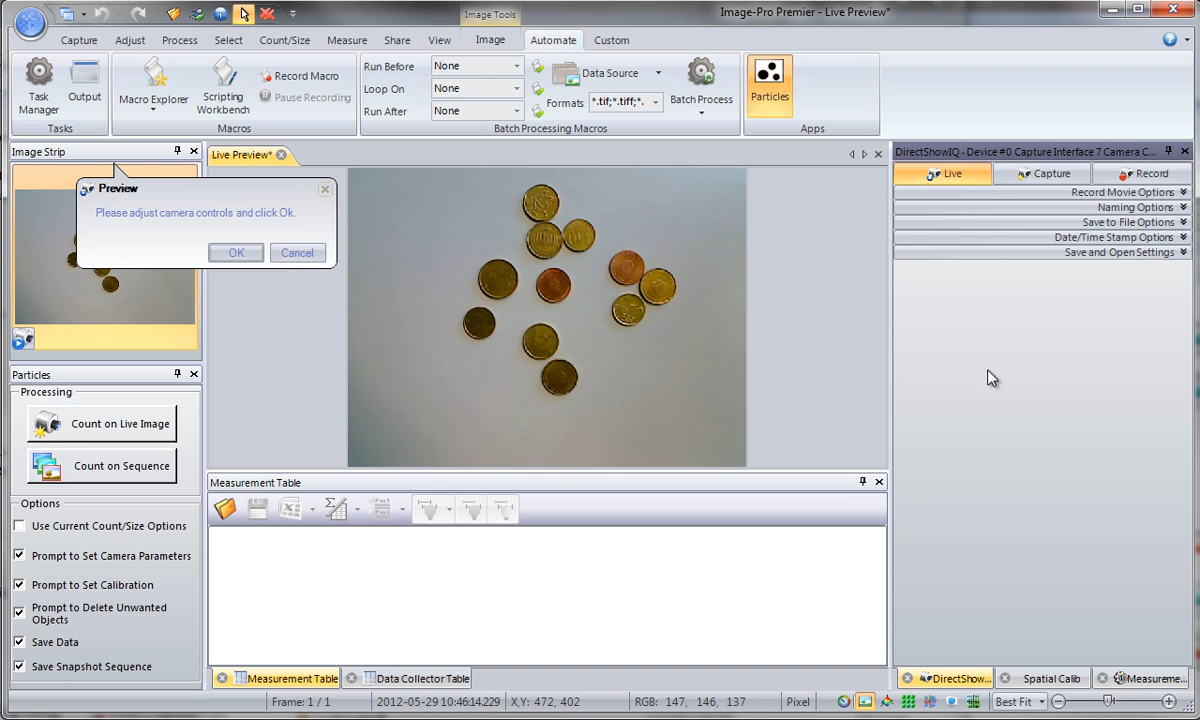 Image Tools
Image-Pro Premier - Live Preview*
Capture
Adjust
Process
Select
Count/Size
Measure
Share
View
Image
Automate
Custom
Task Manager
Output
Tasks
Macro Explorer
Scripting Workbench
Record Macro
Pause Recording
Macros
Run Before
None
Loop On
None
Run After
None
Data Source
Formats
*.tif;*.tiff;*.
Batch Process
Batch Processing Macros
Particles
Apps
Image Strip
Live Preview*
DirectShowIQ - Device #0 Capture Interface 7 Camera C...
Live
Capture
Record
Record Movie Options
Naming Options
Save to File Options
Date/Time Stamp Options
Save and Open Settings
Preview
Please adjust camera controls and click Ok.
OK
Cancel
Particles
Processing
Count on Live Image
Count on Sequence
Options
Use Current Count/Size Options
Prompt to Set Camera Parameters
Prompt to Set Calibration
Prompt to Delete Unwanted
Objects
Save Data
Save Snapshot Sequence
Measurement Table
Measurement Table
Data Collector Table
DirectShow...
Spatial Calib
Measureme...
Frame: 1 / 1
2012-05-29 10:46:14.229
X,Y: 472, 402
RGB: 147, 146, 137
Pixel
Best Fit